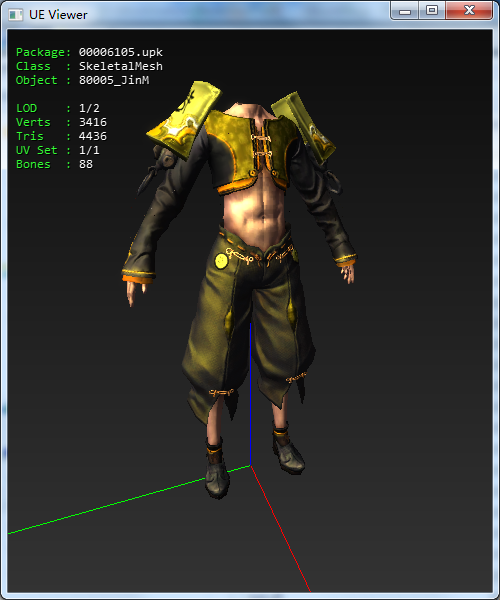 UE Viewer
Package: 00006105.upk
Class : SkeletalMesh
Object : 80005_JinM
LOD : 1/2
Verts : 3416
Tris : 4436
UV Set : 1/1
Bones : 88